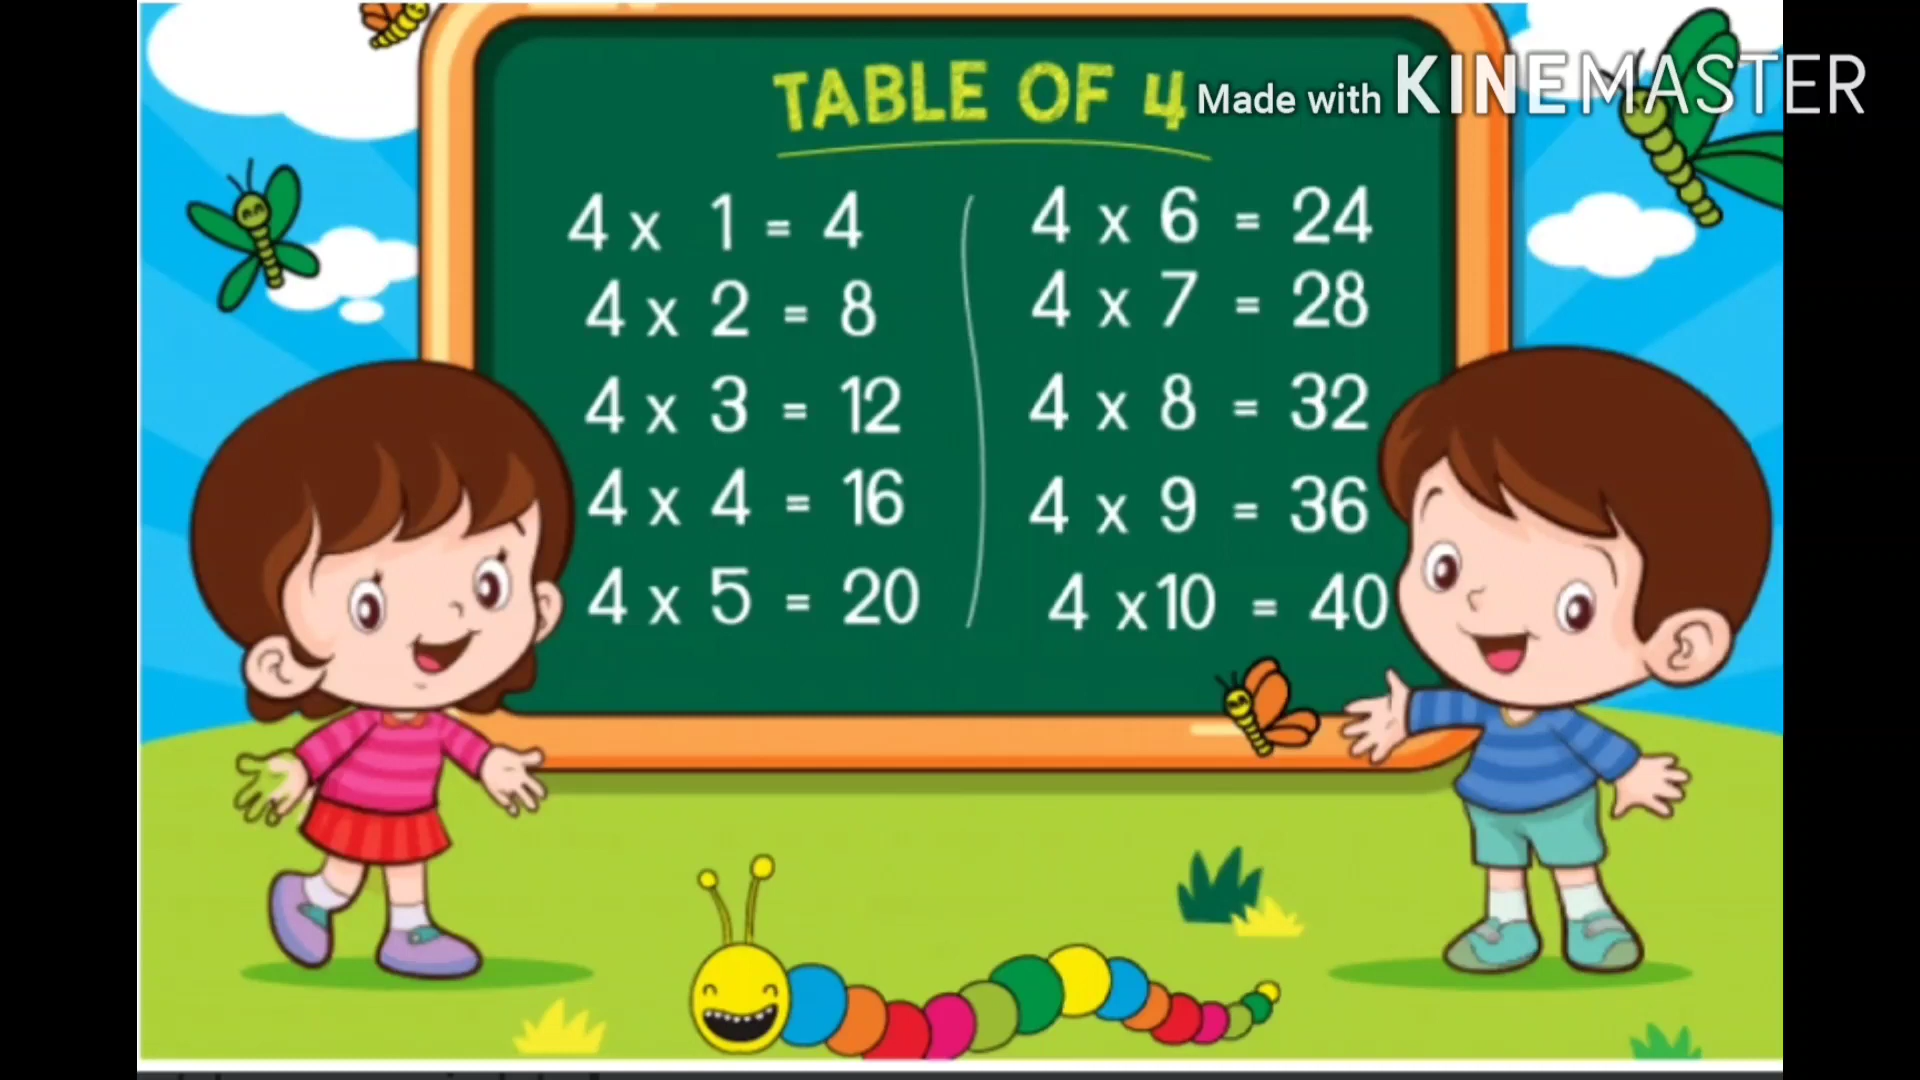 TABLE OF 4
Made with KINEMASTER
4 x 1 = 4
4 x 2 = 8
4 x 3 = 12
4 x 4 = 16
4 x 5 = 20
4 x 6 = 24
4 x 7 = 28
4 x 8 = 32
4 x 9 = 36
4 x10 = 40